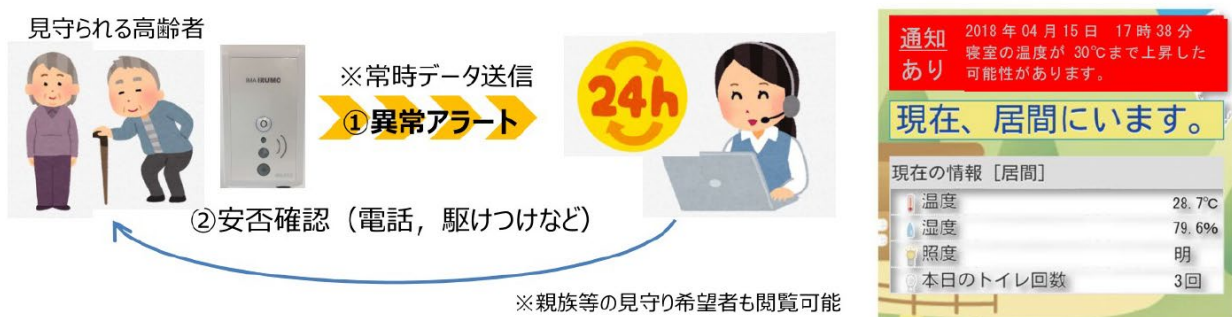 見守られる高齢者
IMAIRUMO
※常時データ送信
①異常アラート
24h
②安否確認（電話，駆けつけなど）
※親族等の見守り希望者も閲覧可能
通知
あり
2018年04月15日 17時38分
寝室の温度が 30℃まで上昇した
可能性があります。
現在、居間にいます。
現在の情報［居間］
温度 28.7℃
湿度 79.6%
照度 明
本日のトイレ回数 3回